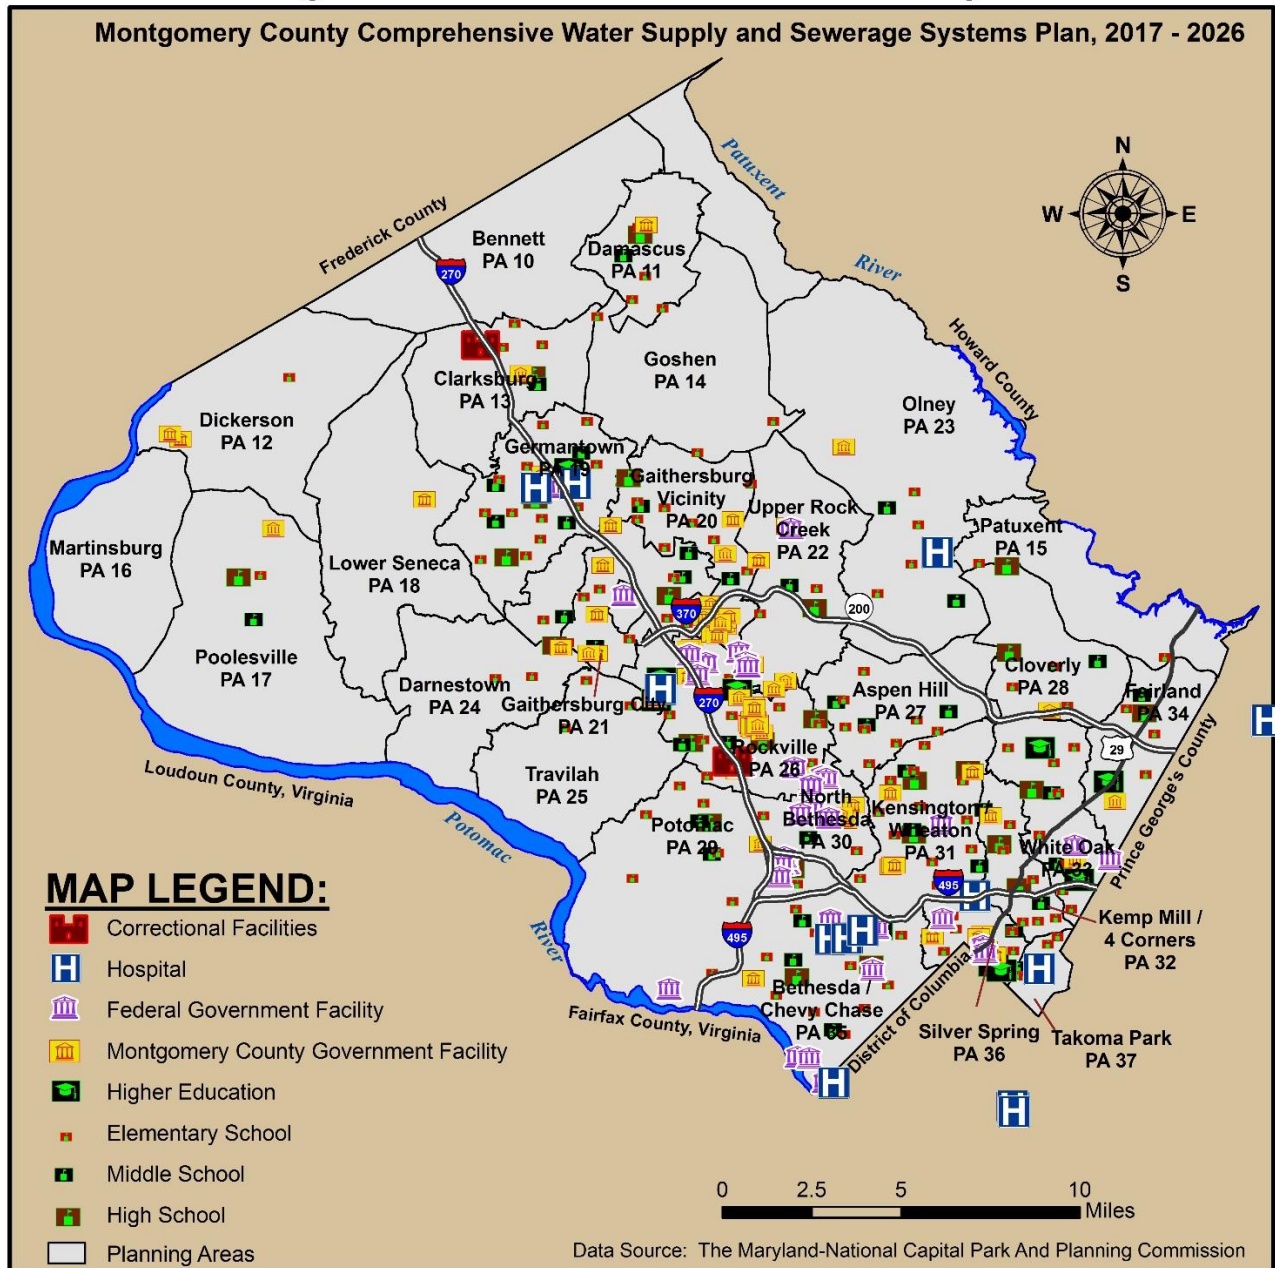 Montgomery County Comprehensive Water Supply and Sewerage Systems Plan, 2017 - 2026
N
W
E
S
Patuxent
River
Frederick County
Howard County
Bennett
PA 10
270
Damascus
PA 11
Goshen
PA 14
Clarksburg
PA 13
Olney
PA 23
Dickerson
PA 12
Germantown
PA 19
Gaithersburg
Vicinity
PA 20
Upper Rock
Creek
PA 22
Patuxent
PA 15
Martinsburg
PA 16
Lower Seneca
PA 18
H
H
H
370
200
Poolesville
PA 17
Darnestown
PA 24
Gaithersburg City
PA 21
H
270
Aspen Hill
PA 27
Cloverly
PA 28
Fairland
PA 34
H
29
Loudoun County, Virginia
Travilah
PA 25
Rockville
PA 26
Prince George's County
Potomac
River
Potomac
PA 29
North
Bethesda
PA 30
Kensington /
Wheaton
PA 31
White Oak
PA 33
495
H
Kemp Mill /
4 Corners
PA 32
495
H
H
H
H
Bethesda /
Chevy Chase
PA 35
District of Columbia
Silver Spring
PA 36
Takoma Park
PA 37
Fairfax County, Virginia
H
H
MAP LEGEND:
Correctional Facilities
H Hospital
Federal Government Facility
Montgomery County Government Facility
Higher Education
Elementary School
Middle School
High School
Planning Areas
0 2.5 5 10
Miles
Data Source: The Maryland-National Capital Park And Planning Commission